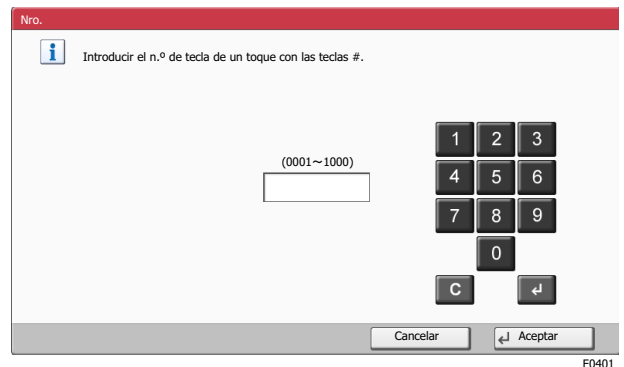 Nro.
i
Introducir el n.º de tecla de un toque con las teclas #.
(0001~1000)
1 2 3
4 5 6
7 8 9
0
C ↵
Cancelar ↵ Aceptar
F0401